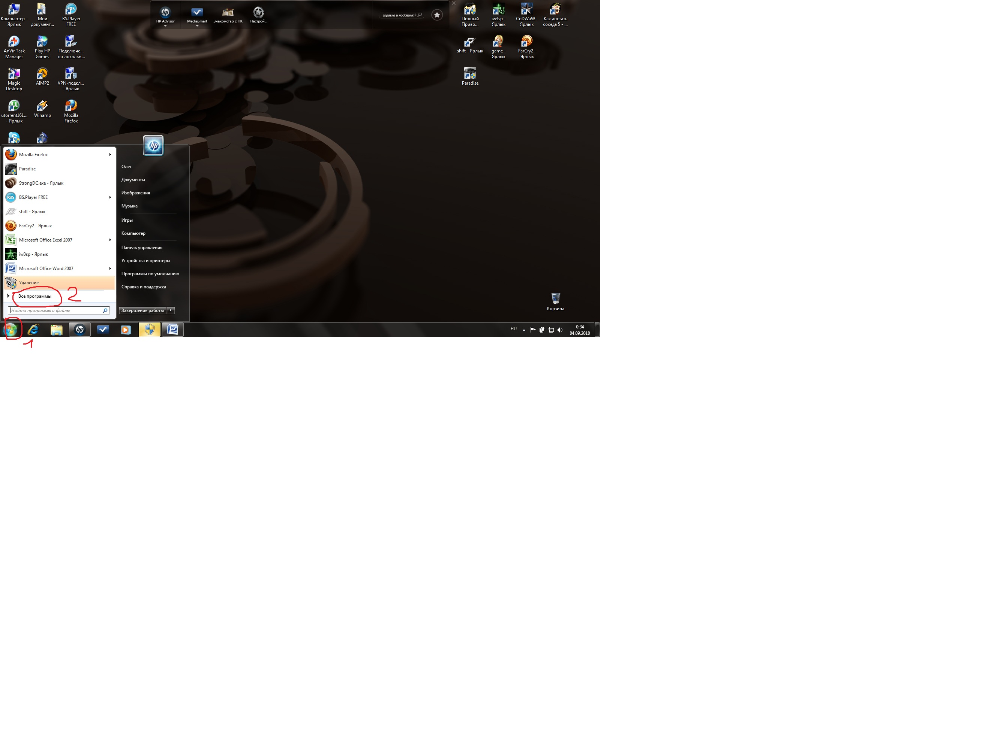 Компьютер -
Ярлык
Мои
документ...
BS.Player
FREE
AnVir Task
Manager
Play HP
Games
Подключе...
по локальн...
Magic
Desktop
AIMP2
VPN-подкл...
- Ярлык
utorrent161...
- Ярлык
Winamp
Mozilla
Firefox
HP Advisor
MediaSmart
Знакомство с ПК
Настрой...
справка и поддержка
Полный
Приво...
iw3sp -
Ярлык
CoDWaW -
Ярлык
Как достать
соседа 5 - ...
shift - Ярлык
game -
Ярлык
FarCry2 -
Ярлык
Paradise
hp
Mozilla Firefox
Paradise
StrongDC.exe - Ярлык
BS.Player FREE
shift - Ярлык
FarCry2 - Ярлык
Microsoft Office Excel 2007
iw3sp - Ярлык
Microsoft Office Word 2007
Удаление
Все программы
2
Найти программы и файлы
Олег
Документы
Изображения
Музыка
Игры
Компьютер
Панель управления
Устройства и принтеры
Программы по умолчанию
Справка и поддержка
Завершение работы
Корзина
RU
0:34
04.09.2010
1